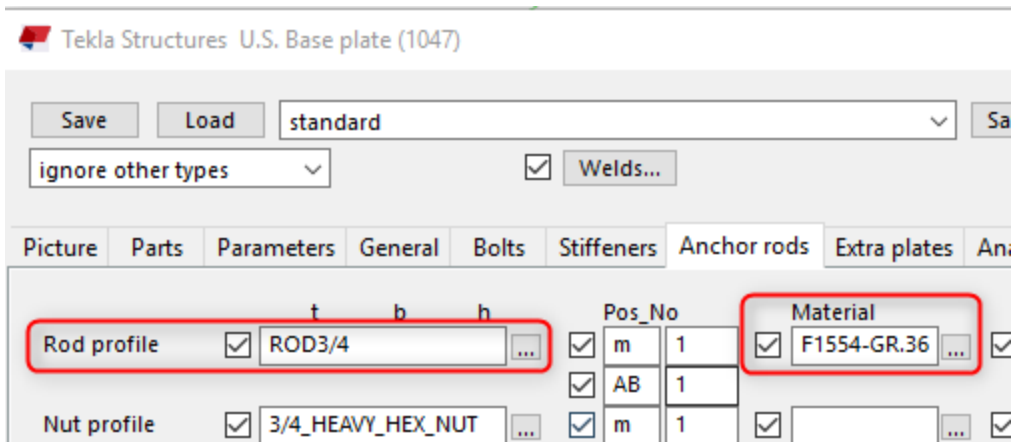 Tekla Structures U.S. Base plate (1047)
Save Load standard Sa
ignore other types Welds...
Picture Parts Parameters General Bolts Stiffeners Anchor rods Extra plates Ana
t b h Pos_No Material
Rod profile ROD3/4 ... m 1 F1554-GR.36 ...
AB 1
Nut profile 3/4_HEAVY_HEX_NUT ... m 1 ...